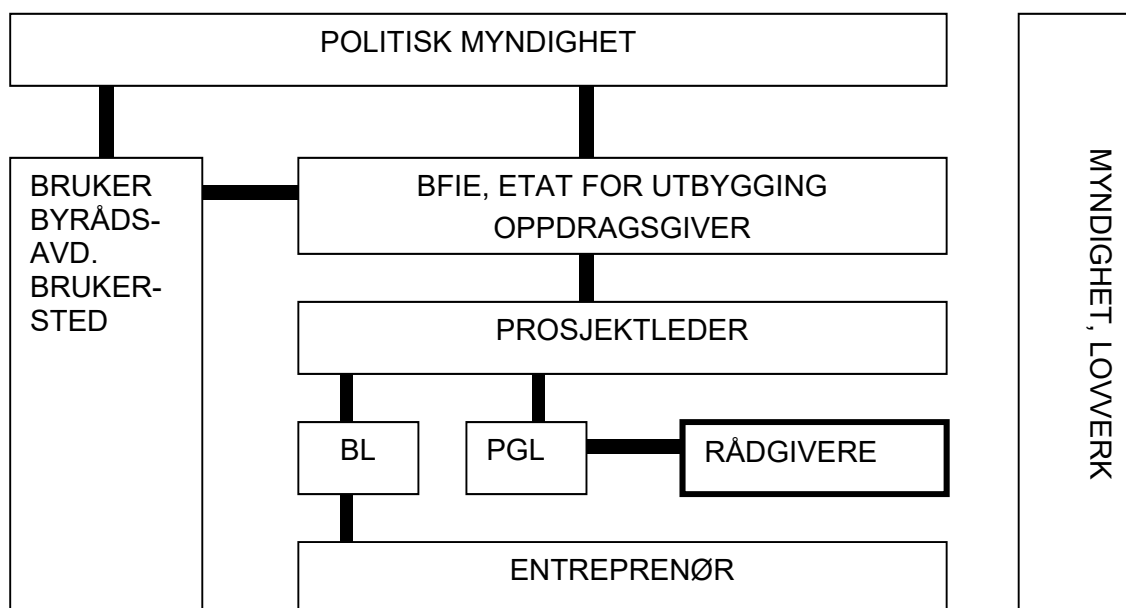 POLITISK MYNDIGHET
BRUKER
BYRÅDS-
AVD.
BRUKER-
STED
BFIE, ETAT FOR UTBYGGING
OPPDRAGSGIVER
PROSJEKTLEDER
BL
PGL
RÅDGIVERE
ENTREPRENØR
MYNDIGHET, LOVVERK